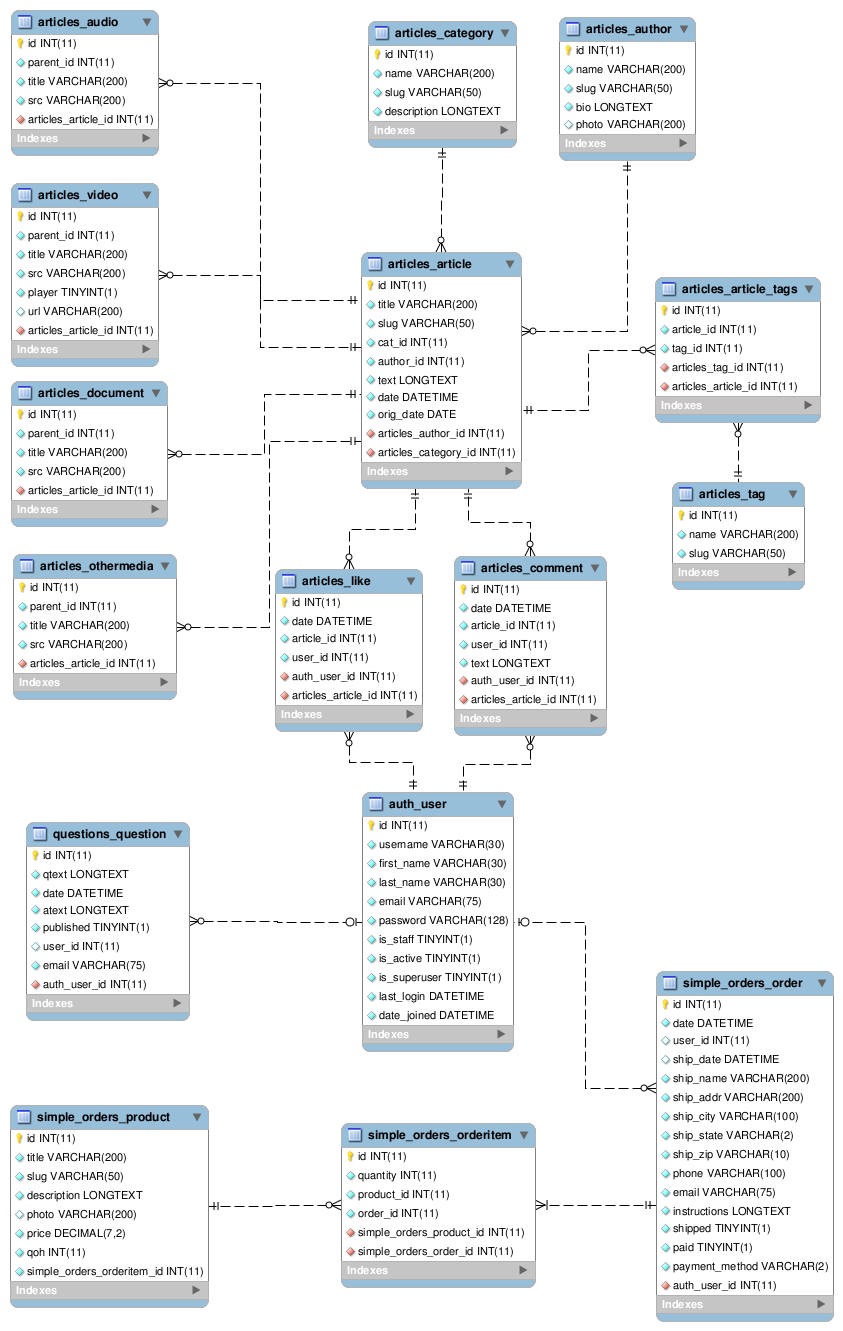 articles_audio
id INT(11)
parent_id INT(11)
title VARCHAR(200)
src VARCHAR(200)
articles_article_id INT(11)
Indexes
articles_category
id INT(11)
name VARCHAR(200)
slug VARCHAR(50)
description LONGTEXT
Indexes
articles_author
id INT(11)
name VARCHAR(200)
slug VARCHAR(50)
bio LONGTEXT
photo VARCHAR(200)
Indexes
articles_video
id INT(11)
parent_id INT(11)
title VARCHAR(200)
src VARCHAR(200)
player TINYINT(1)
url VARCHAR(200)
articles_article_id INT(11)
Indexes
articles_article
id INT(11)
title VARCHAR(200)
slug VARCHAR(50)
cat_id INT(11)
author_id INT(11)
text LONGTEXT
date DATETIME
orig_date DATE
articles_author_id INT(11)
articles_category_id INT(11)
Indexes
articles_article_tags
id INT(11)
article_id INT(11)
tag_id INT(11)
articles_tag_id INT(11)
articles_article_id INT(11)
Indexes
articles_document
id INT(11)
parent_id INT(11)
title VARCHAR(200)
src VARCHAR(200)
articles_article_id INT(11)
Indexes
articles_tag
id INT(11)
name VARCHAR(200)
slug VARCHAR(50)
Indexes
articles_othermedia
id INT(11)
parent_id INT(11)
title VARCHAR(200)
src VARCHAR(200)
articles_article_id INT(11)
Indexes
articles_like
id INT(11)
date DATETIME
article_id INT(11)
user_id INT(11)
auth_user_id INT(11)
articles_article_id INT(11)
Indexes
articles_comment
id INT(11)
date DATETIME
article_id INT(11)
user_id INT(11)
text LONGTEXT
auth_user_id INT(11)
articles_article_id INT(11)
Indexes
auth_user
id INT(11)
username VARCHAR(30)
first_name VARCHAR(30)
last_name VARCHAR(30)
email VARCHAR(75)
password VARCHAR(128)
is_staff TINYINT(1)
is_active TINYINT(1)
is_superuser TINYINT(1)
last_login DATETIME
date_joined DATETIME
Indexes
questions_question
id INT(11)
qtext LONGTEXT
date DATETIME
atext LONGTEXT
published TINYINT(1)
user_id INT(11)
email VARCHAR(75)
auth_user_id INT(11)
Indexes
simple_orders_order
id INT(11)
date DATETIME
user_id INT(11)
ship_date DATETIME
ship_name VARCHAR(200)
ship_addr VARCHAR(200)
ship_city VARCHAR(100)
ship_state VARCHAR(2)
ship_zip VARCHAR(10)
phone VARCHAR(100)
email VARCHAR(75)
instructions LONGTEXT
shipped TINYINT(1)
paid TINYINT(1)
payment_method VARCHAR(2)
auth_user_id INT(11)
Indexes
simple_orders_product
id INT(11)
title VARCHAR(200)
slug VARCHAR(50)
description LONGTEXT
photo VARCHAR(200)
price DECIMAL(7,2)
qoh INT(11)
simple_orders_orderitem_id INT(11)
Indexes
simple_orders_orderitem
id INT(11)
quantity INT(11)
product_id INT(11)
order_id INT(11)
simple_orders_product_id INT(11)
simple_orders_order_id INT(11)
Indexes